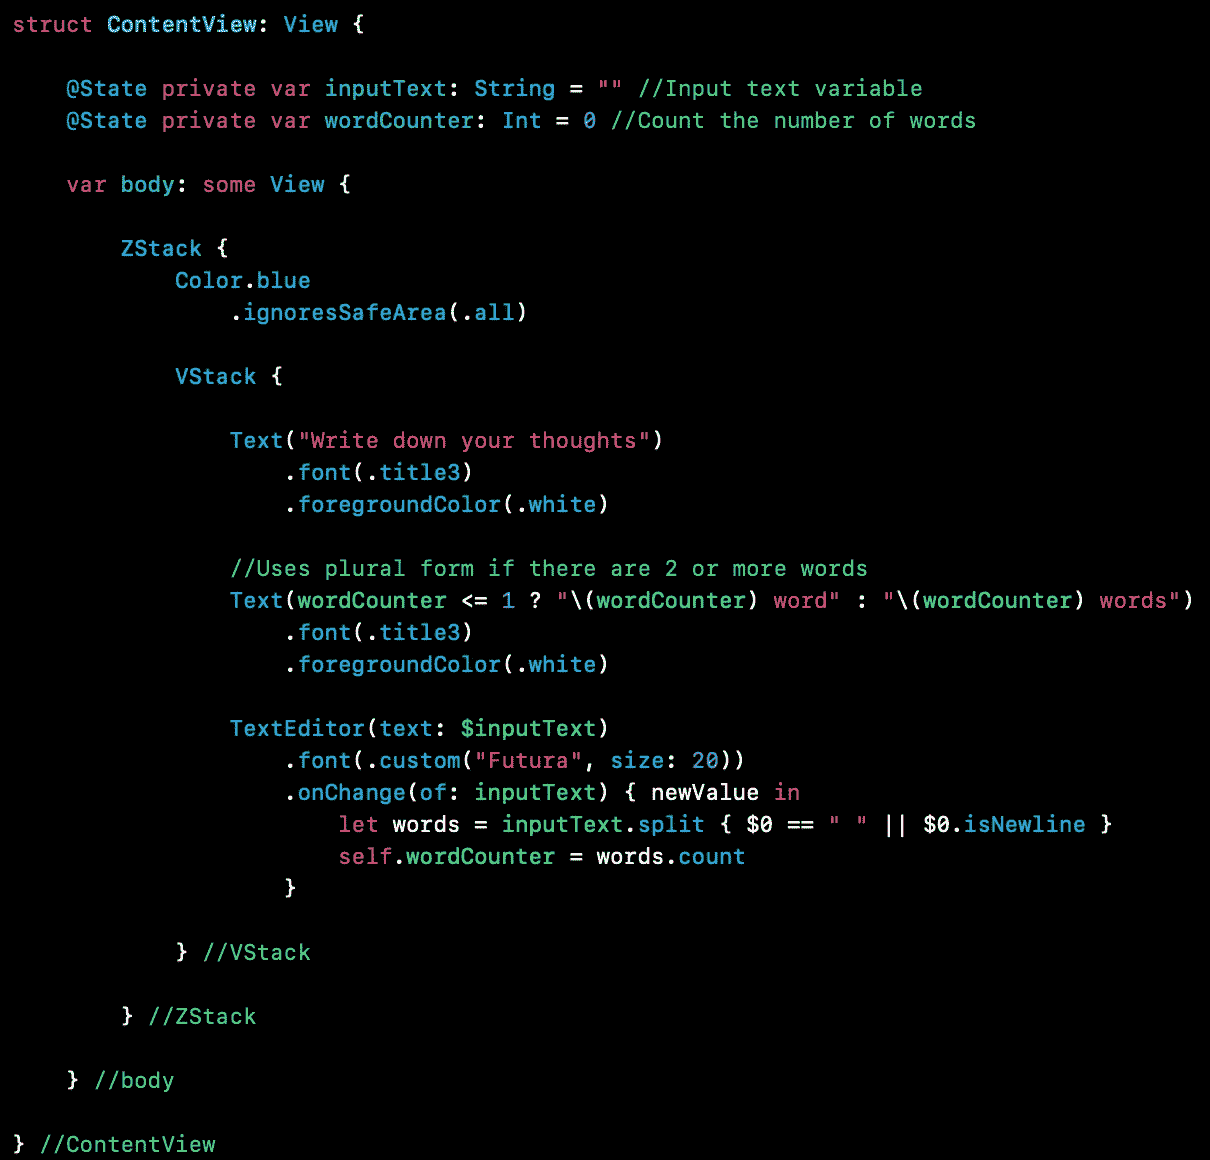 struct ContentView: View {
    @State private var inputText: String = "" //Input text variable
    @State private var wordCounter: Int = 0 //Count the number of words
    var body: some View {
        ZStack {
            Color.blue
                .ignoresSafeArea(.all)
            VStack {
                Text("Write down your thoughts")
                    .font(.title3)
                    .foregroundColor(.white)
                //Uses plural form if there are 2 or more words
                Text(wordCounter <= 1 ? "\(wordCounter) word" : "\(wordCounter) words")
                    .font(.title3)
                    .foregroundColor(.white)
                TextEditor(text: $inputText)
                    .font(.custom("Futura", size: 20))
                    .onChange(of: inputText) { newValue in
                        let words = inputText.split { $0 == " " || $0.isNewline }
                        self.wordCounter = words.count
                    }
            } //VStack
        } //ZStack
    } //body
} //ContentView